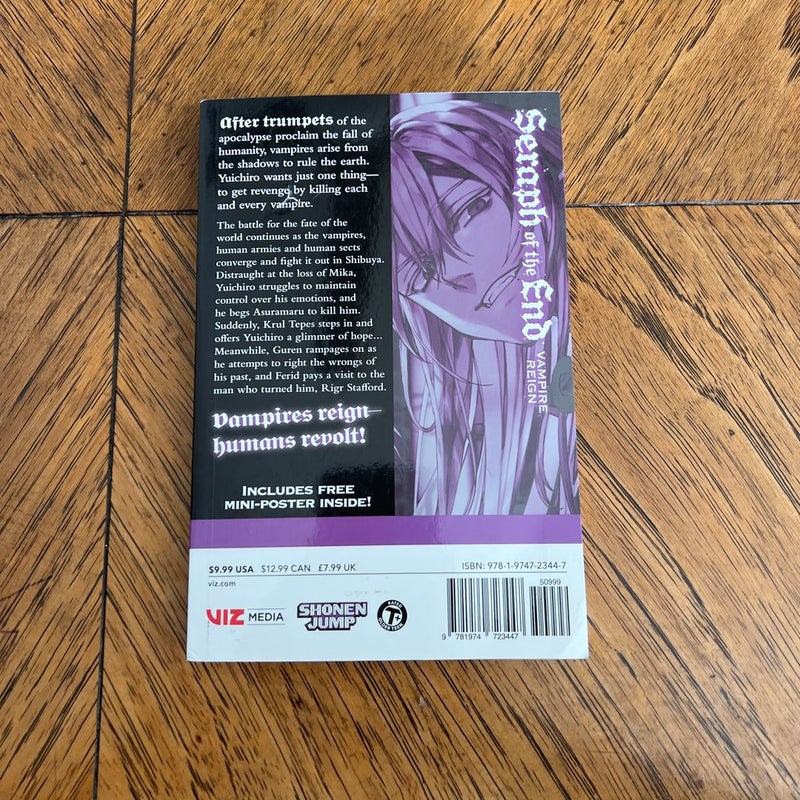 After trumpets of the
apocalypse proclaim the fall of
humanity, vampires arise from
the shadows to rule the earth.
Yuichiro wants just one thing—
to get revenge by killing each
and every vampire.
The battle for the fate of the
world continues as the vampires,
human armies and human sects
converge and fight it out in Shibuya.
Distraught at the loss of Mika,
Yuichiro struggles to maintain
control over his emotions, and
he begs Asuramaru to kill him.
Suddenly, Krul Tepes steps in and
offers Yuichiro a glimmer of hope...
Meanwhile, Guren rampages on as
he attempts to right the wrongs of
his past, and Ferid pays a visit to the
man who turned him, Rigr Stafford.
Vampires reign—
humans revolt!
INCLUDES FREE
MINI-POSTER INSIDE!
Seraph of the End
VAMPIRE
REIGN
$9.99 USA $12.99 CAN £7.99 UK
ISBN: 978-1-9747-2344-7
viz.com
50999
VIZ MEDIA
SHONEN
JUMP
RATED
T+
OLDER TEEN
9 781974 723447